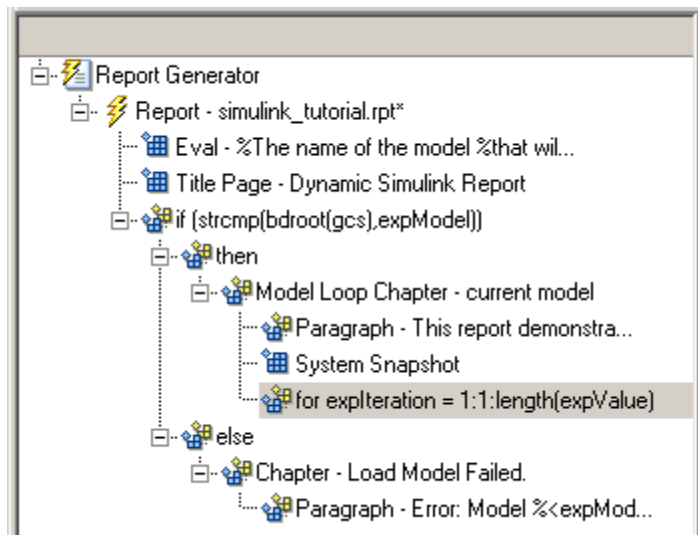 Report Generator
Report - simulink_tutorial.rpt*
Eval - %The name of the model %that wil...
Title Page - Dynamic Simulink Report
if (strcmp(bdroot(gcs),expModel))
then
Model Loop Chapter - current model
Paragraph - This report demonstra...
System Snapshot
for expIteration = 1:1:length(expValue)
else
Chapter - Load Model Failed.
Paragraph - Error: Model %<expMod...